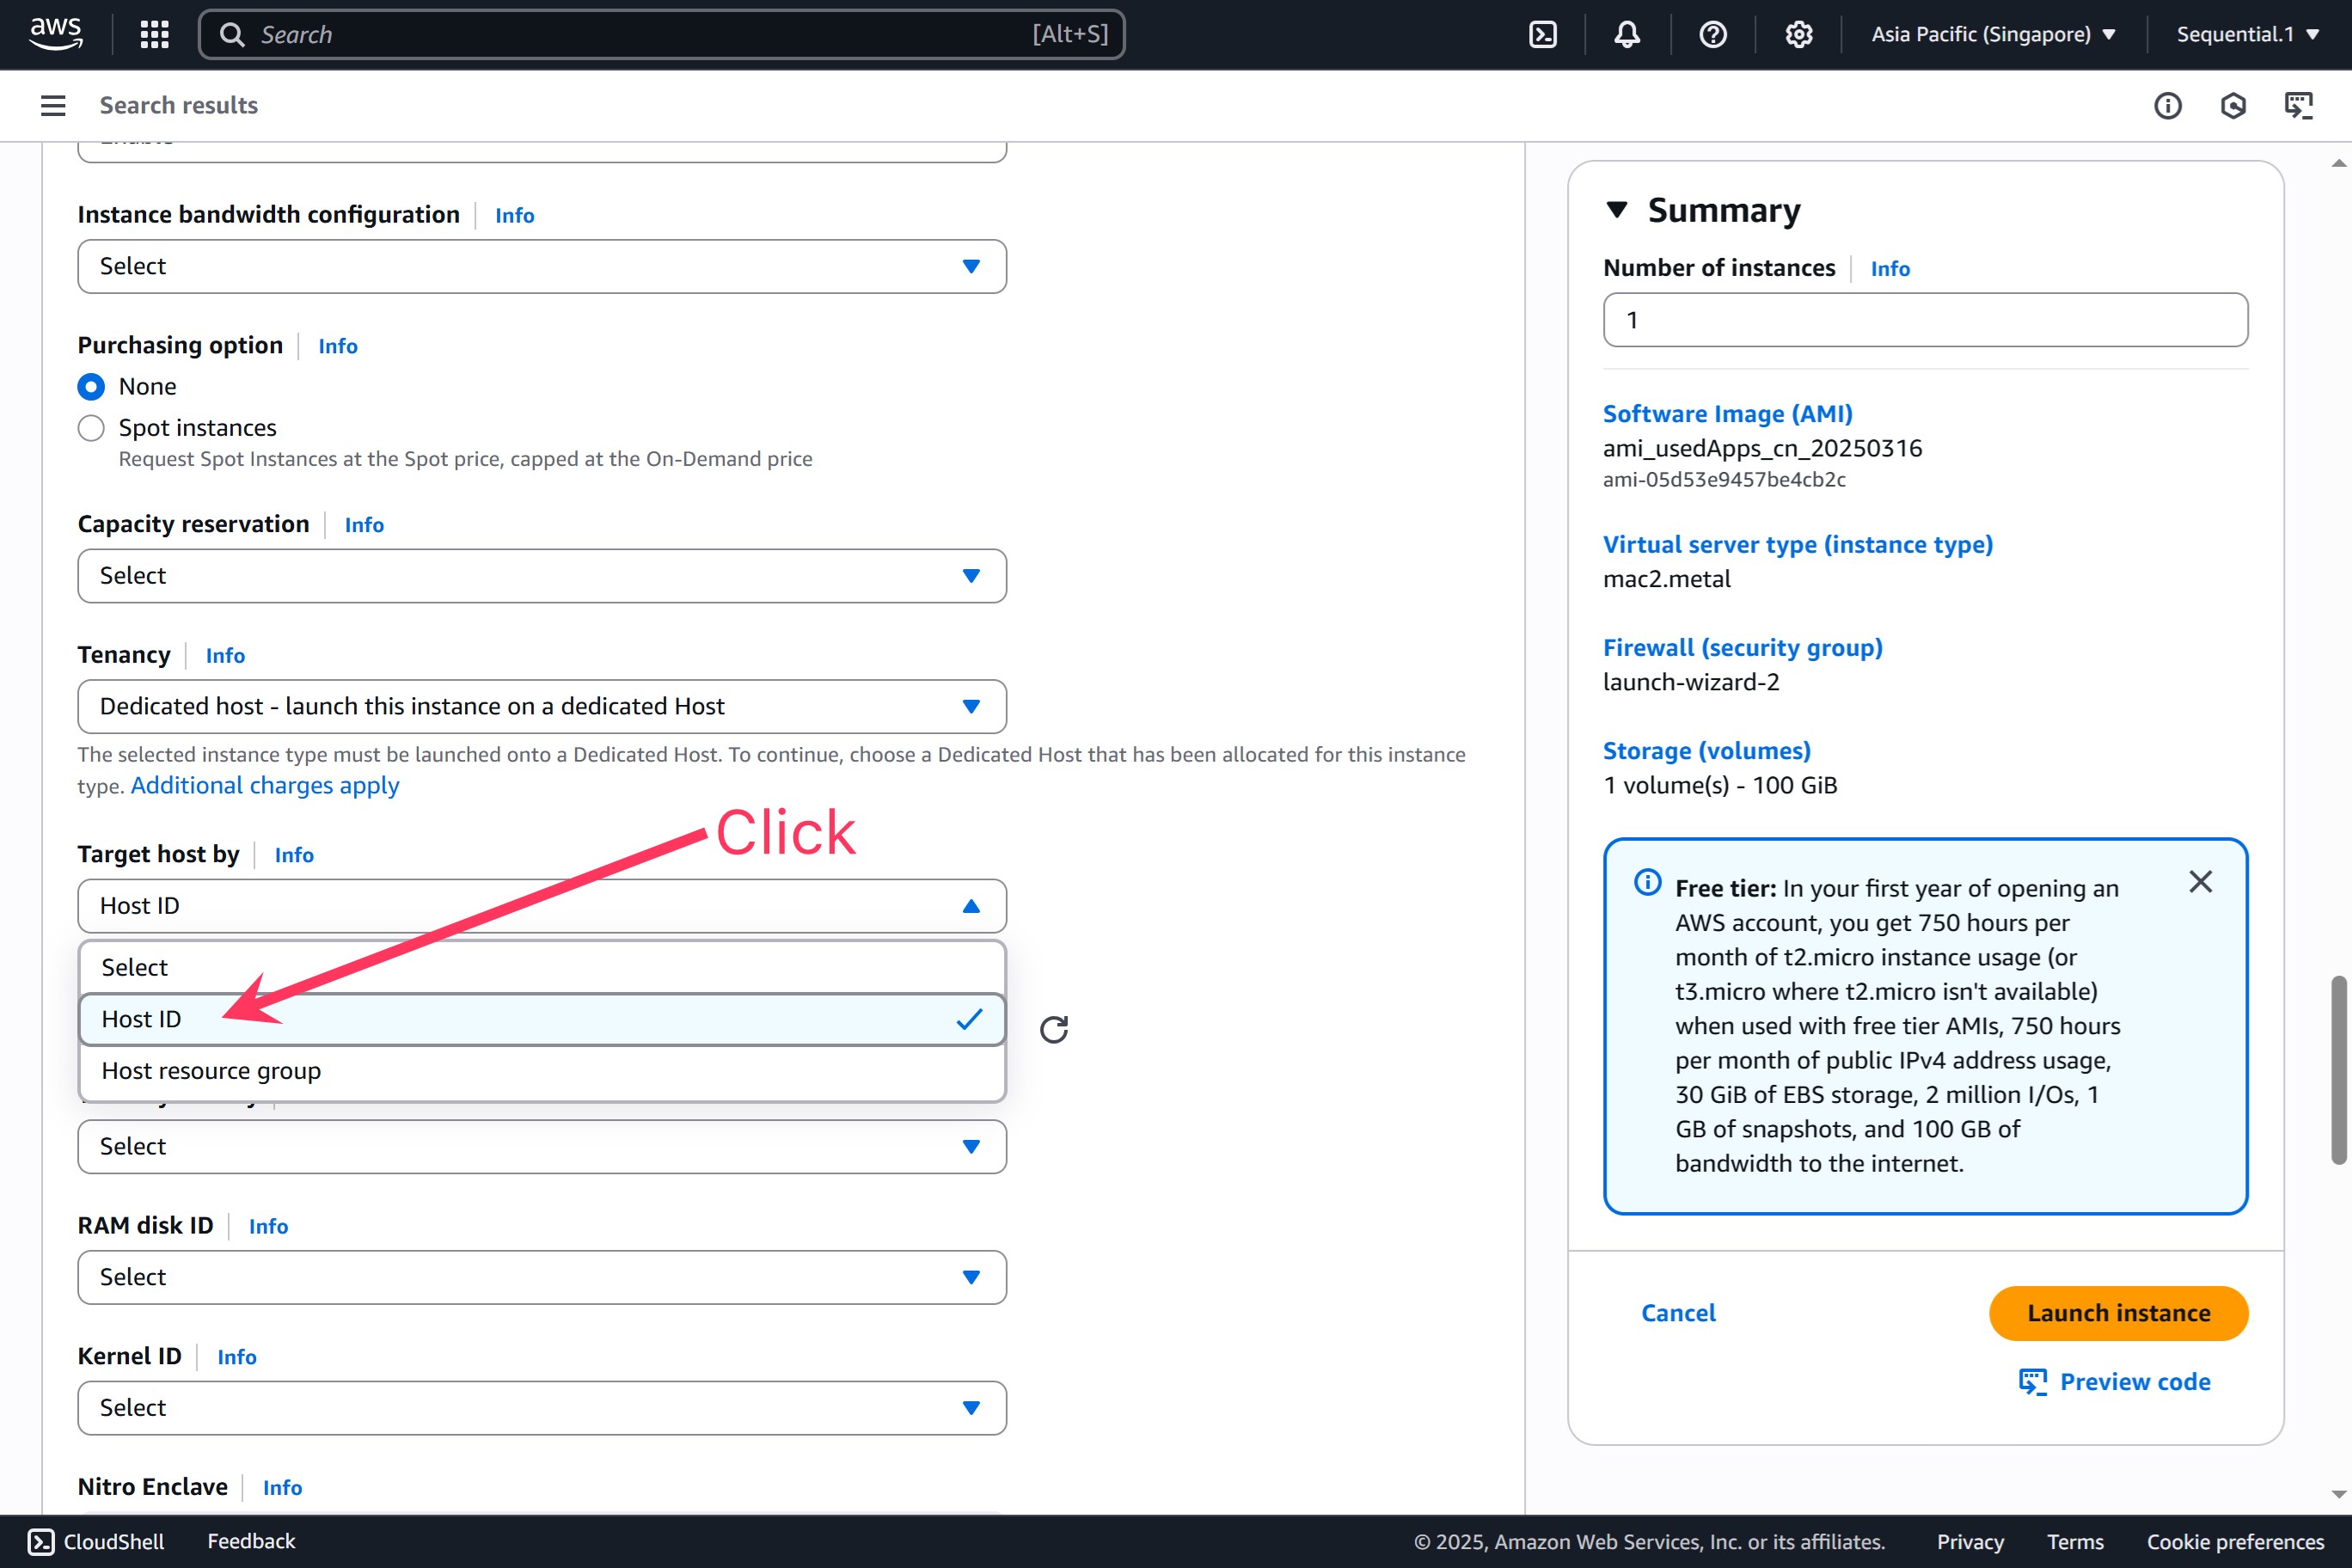 aws
Search
[Alt+S]
Asia Pacific (Singapore)
Sequential.1
Search results
Instance bandwidth configuration
Info
Select
Purchasing option
Info
None
Spot instances
Request Spot Instances at the Spot price, capped at the On-Demand price
Capacity reservation
Info
Select
Tenancy
Info
Dedicated host - launch this instance on a dedicated Host
The selected instance type must be launched onto a Dedicated Host. To continue, choose a Dedicated Host that has been allocated for this instance
type. Additional charges apply
Click
Target host by
Info
Host ID
Select
Host ID
Host resource group
Select
RAM disk ID
Info
Select
Kernel ID
Info
Select
Nitro Enclave
Info
Summary
Number of instances
Info
1
Software Image (AMI)
ami_usedApps_cn_20250316
ami-05d53e9457be4cb2c
Virtual server type (instance type)
mac2.metal
Firewall (security group)
launch-wizard-2
Storage (volumes)
1 volume(s) - 100 GiB
Free tier: In your first year of opening an
AWS account, you get 750 hours per
month of t2.micro instance usage (or
t3.micro where t2.micro isn't available)
when used with free tier AMIs, 750 hours
per month of public IPv4 address usage,
30 GiB of EBS storage, 2 million I/Os, 1
GB of snapshots, and 100 GB of
bandwidth to the internet.
Cancel
Launch instance
Preview code
CloudShell
Feedback
© 2025, Amazon Web Services, Inc. or its affiliates.
Privacy
Terms
Cookie preferences